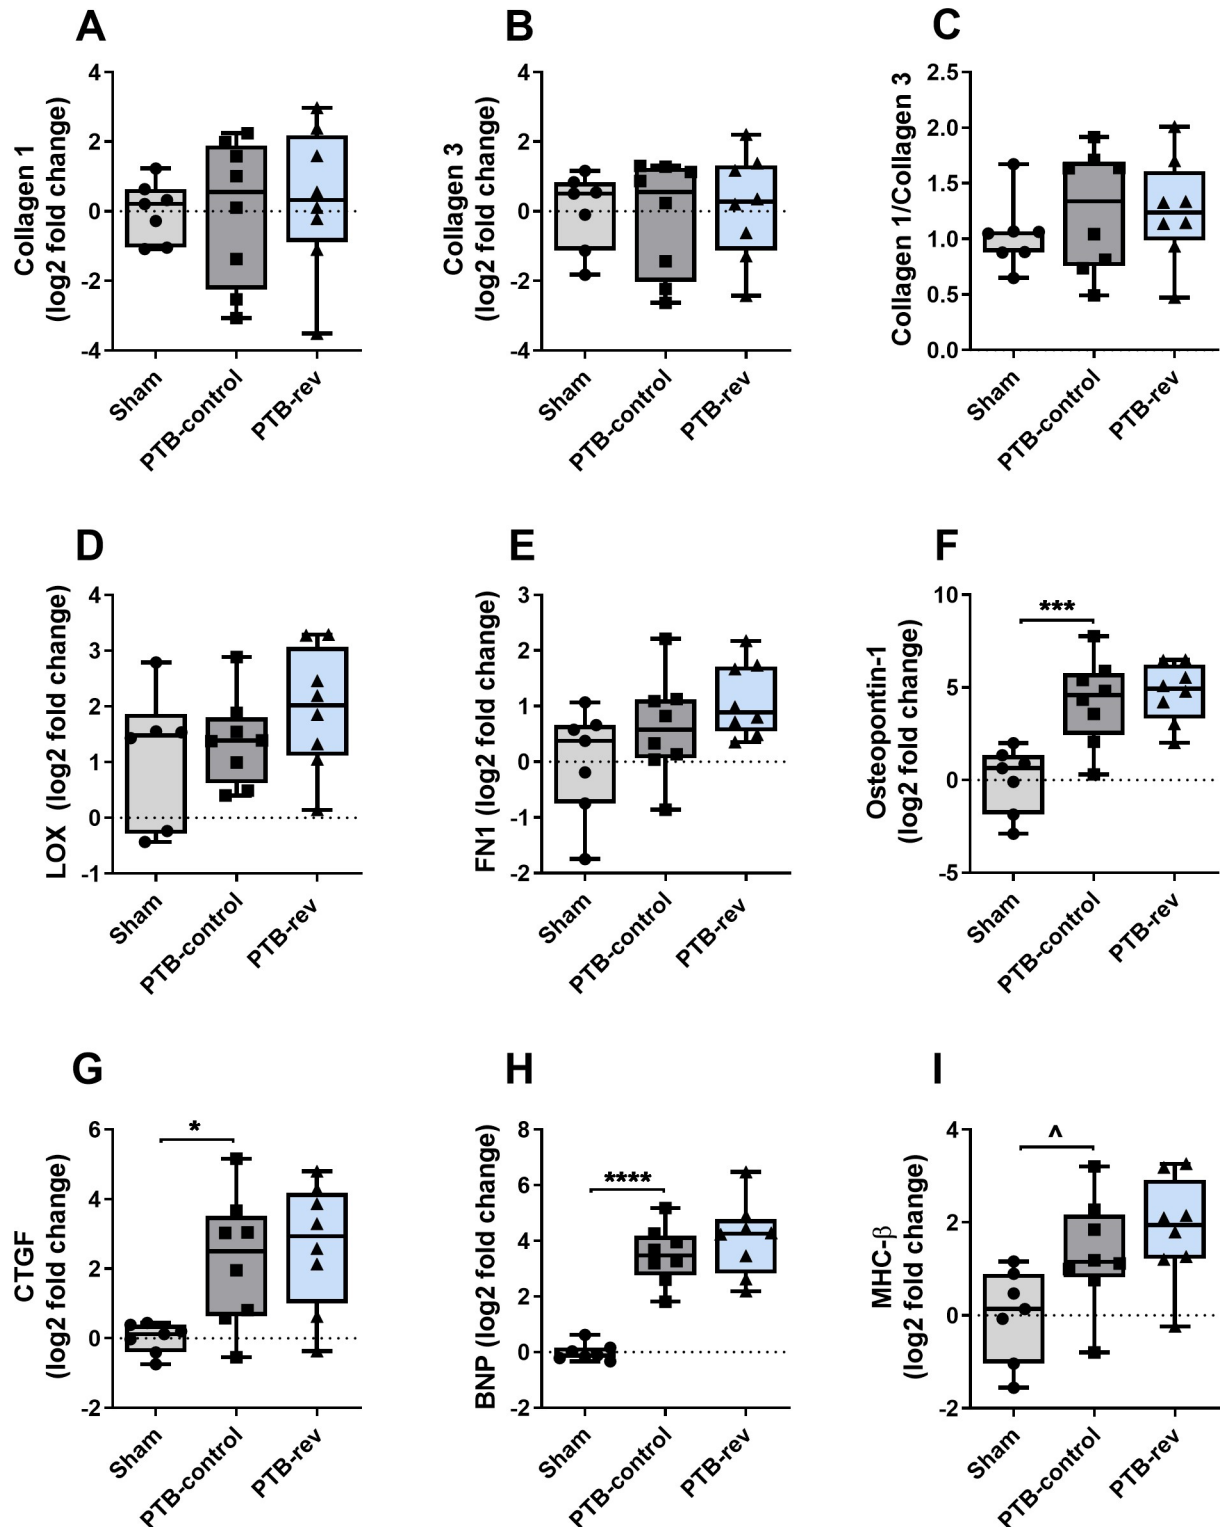 A
Collagen 1
(log2 fold change)
4
2
0
-2
-4
Sham
PTB-control
PTB-rev
B
Collagen 3
(log2 fold change)
4
2
0
-2
-4
Sham
PTB-control
PTB-rev
C
Collagen 1/Collagen 3
2.5
2.0
1.5
1.0
0.5
0.0
Sham
PTB-control
PTB-rev
D
LOX (log2 fold change)
4
3
2
1
0
-1
Sham
PTB-control
PTB-rev
E
FN1 (log2 fold change)
3
2
1
0
-1
-2
Sham
PTB-control
PTB-rev
F
Osteopontin-1
(log2 fold change)
10
5
0
-5
***
Sham
PTB-control
PTB-rev
G
CTGF
(log2 fold change)
6
4
2
0
-2
*
Sham
PTB-control
PTB-rev
H
BNP (log2 fold change)
8
6
4
2
0
-2
****
Sham
PTB-control
PTB-rev
I
MHC-β
(log2 fold change)
4
2
0
-2
^
Sham
PTB-control
PTB-rev